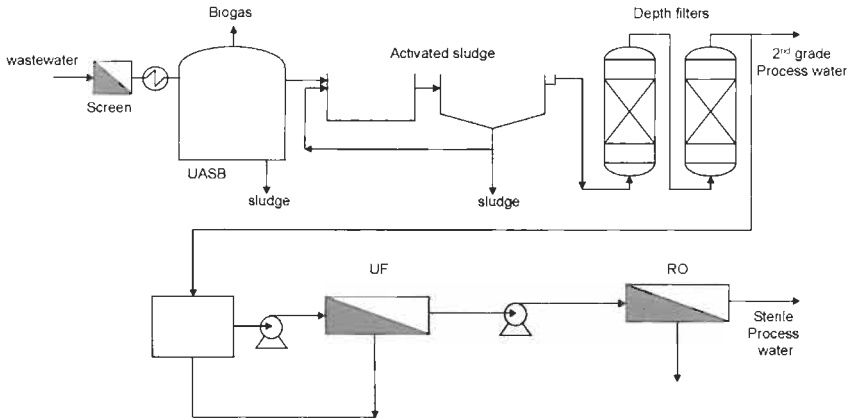 Biogas
Depth filters
wastewater
Activated sludge
2nd grade
Process water
Screen
UASB
sludge
sludge
UF
RO
Sterile
Process
water